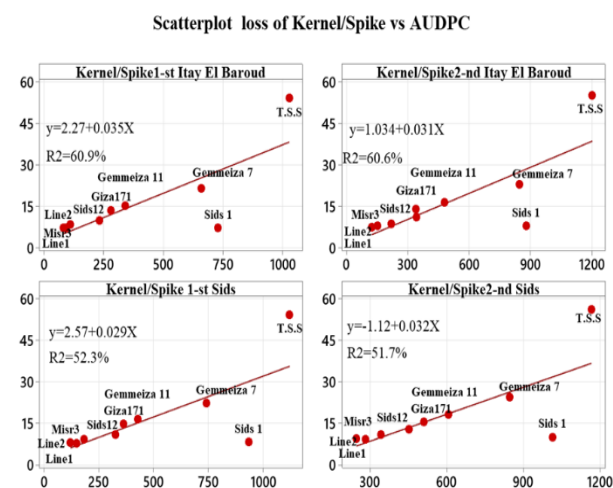 Scatterplot loss of Kernel/Spike vs AUDPC
Kernel/Spike1-st Itay El Baroud
60
45
30
15
0
y=2.27+0.035X
R2=60.9%
T.S.S
Gemmeiza 11
Gemmeiza 7
Giza171
Line2
Sids12
Sids 1
Misr3
Line1
0
250
500
750
1000
Kernel/Spike2-nd Itay El Baroud
60
45
30
15
0
y=1.034+0.031X
R2=60.6%
T.S.S
Gemmeiza 11
Gemmeiza 7
Giza171
Misr3
Sids12
Sids 1
Line2
Line1
0
300
600
900
1200
Kernel/Spike 1-st Sids
60
45
30
15
0
y=2.57+0.029X
R2=52.3%
T.S.S
Gemmeiza 11
Gemmeiza 7
Giza171
Misr3
Sids12
Sids 1
Line2
Line1
0
250
500
750
1000
Kernel/Spike2-nd Sids
60
45
30
15
0
y=-1.12+0.032X
R2=51.7%
T.S.S
Gemmeiza 11
Gemmeiza 7
Giza171
Misr3
Sids12
Sids 1
Line2
Line1
300
600
900
1200